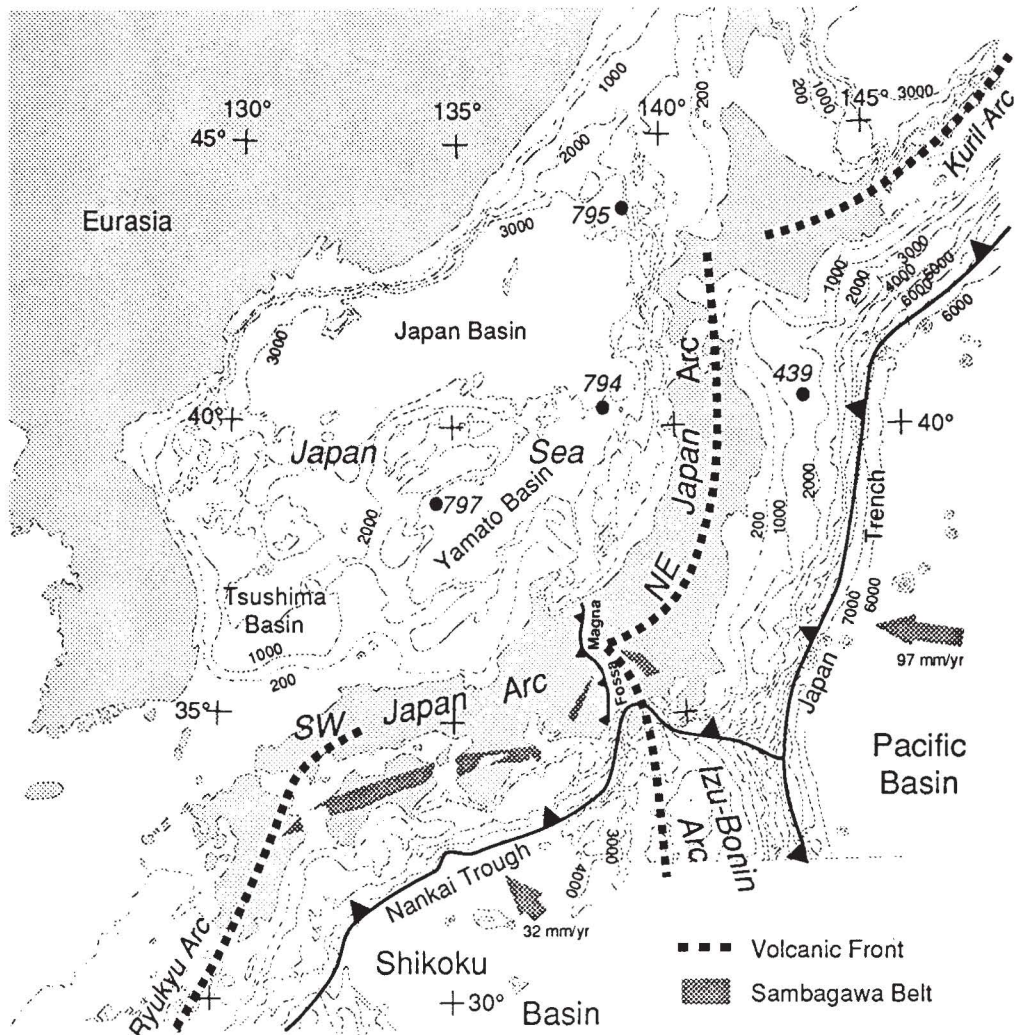 130°
45°
135°
140°
145°
1000
2000
200
200
1000
3000
Kuril Arc
Eurasia
795
3000
3000
Japan Basin
1000
2000
3000
4000
5000
6000
6000
794
439
40°
40°
Japan Sea
NE Japan Arc
797
Yamato Basin
2000
2000
200
1000
Trench
Tsushima
Basin
1000
200
Magna
Fossa
7000
6000
97 mm/yr
Japan
35°
SW Japan Arc
Pacific
Basin
Izu-Bonin
Arc
3000
4000
Nankai Trough
32 mm/yr
Ryukyu Arc
Shikoku
Basin
30°
Volcanic Front
Sambagawa Belt